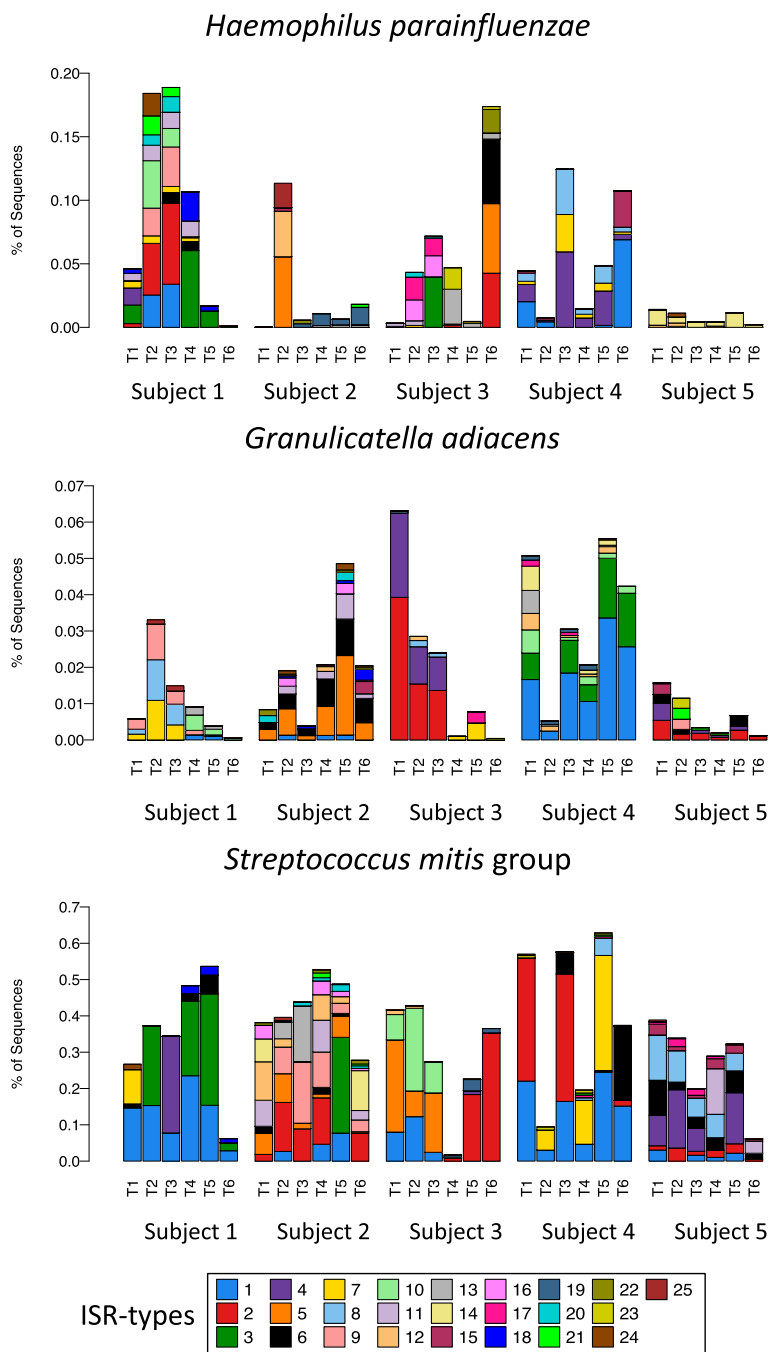 Haemophilus parainfluenzae
% of Sequences
0.20
0.15
0.10
0.05
0.00
T1 T2 T3 T4 T5 T6 T1 T2 T3 T4 T5 T6 T1 T2 T3 T4 T5 T6 T1 T2 T3 T4 T5 T6 T1 T2 T3 T4 T5 T6
Subject 1 Subject 2 Subject 3 Subject 4 Subject 5
Granulicatella adiacens
% of Sequences
0.07
0.06
0.05
0.04
0.03
0.02
0.01
0.00
T1 T2 T3 T4 T5 T6 T1 T2 T3 T4 T5 T6 T1 T2 T3 T4 T5 T6 T1 T2 T3 T4 T5 T6 T1 T2 T3 T4 T5 T6
Subject 1 Subject 2 Subject 3 Subject 4 Subject 5
Streptococcus mitis group
% of Sequences
0.7
0.6
0.5
0.4
0.3
0.2
0.1
0.0
T1 T2 T3 T4 T5 T6 T1 T2 T3 T4 T5 T6 T1 T2 T3 T4 T5 T6 T1 T2 T3 T4 T5 T6 T1 T2 T3 T4 T5 T6
Subject 1 Subject 2 Subject 3 Subject 4 Subject 5
ISR-types
1 4 7 10 13 16 19 22 25
2 5 8 11 14 17 20 23
3 6 9 12 15 18 21 24